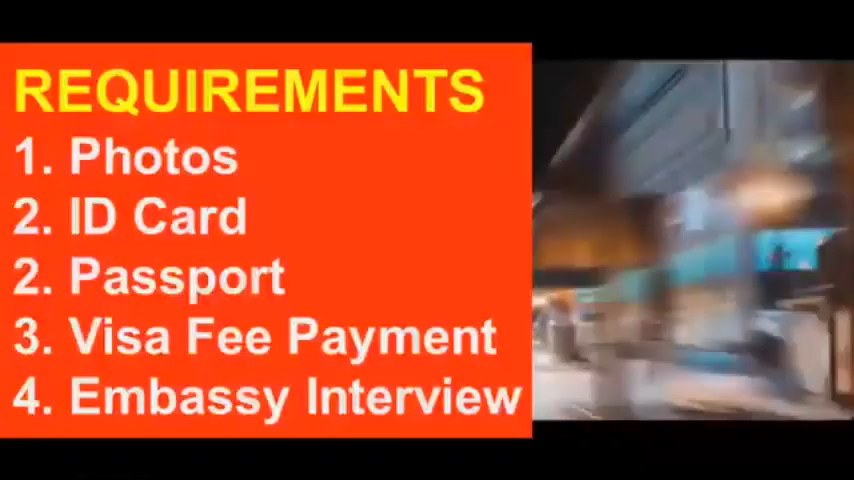 REQUIREMENTS
1. Photos
2. ID Card
2. Passport
3. Visa Fee Payment
4. Embassy Interview